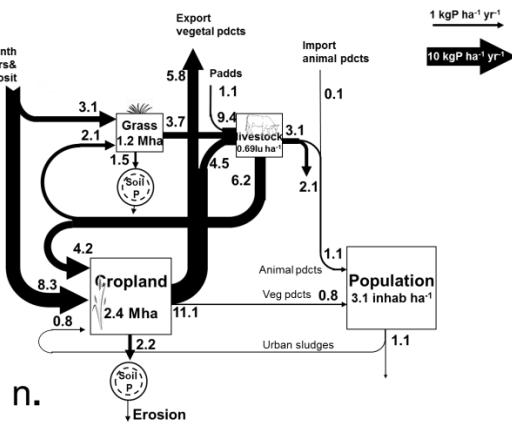 Export
vegetal pdcts
1 kgP ha-1 yr-1
Import
animal pdcts
10 kgP ha-1 yr-1
nth
rs&
osit
5.8
Padds
1.1
0.1
3.1
3.7
9.4
Grass
1.2 Mha
livestock
0.69lu ha-1
3.1
2.1
1.5
4.5
Soil
P
6.2
2.1
4.2
1.1
Animal pdcts
Cropland
2.4 Mha
8.3
Population
3.1 inhab ha-1
Veg pdcts
0.8
11.1
0.8
2.2
Urban sludges
1.1
Soil
P
n.
Erosion